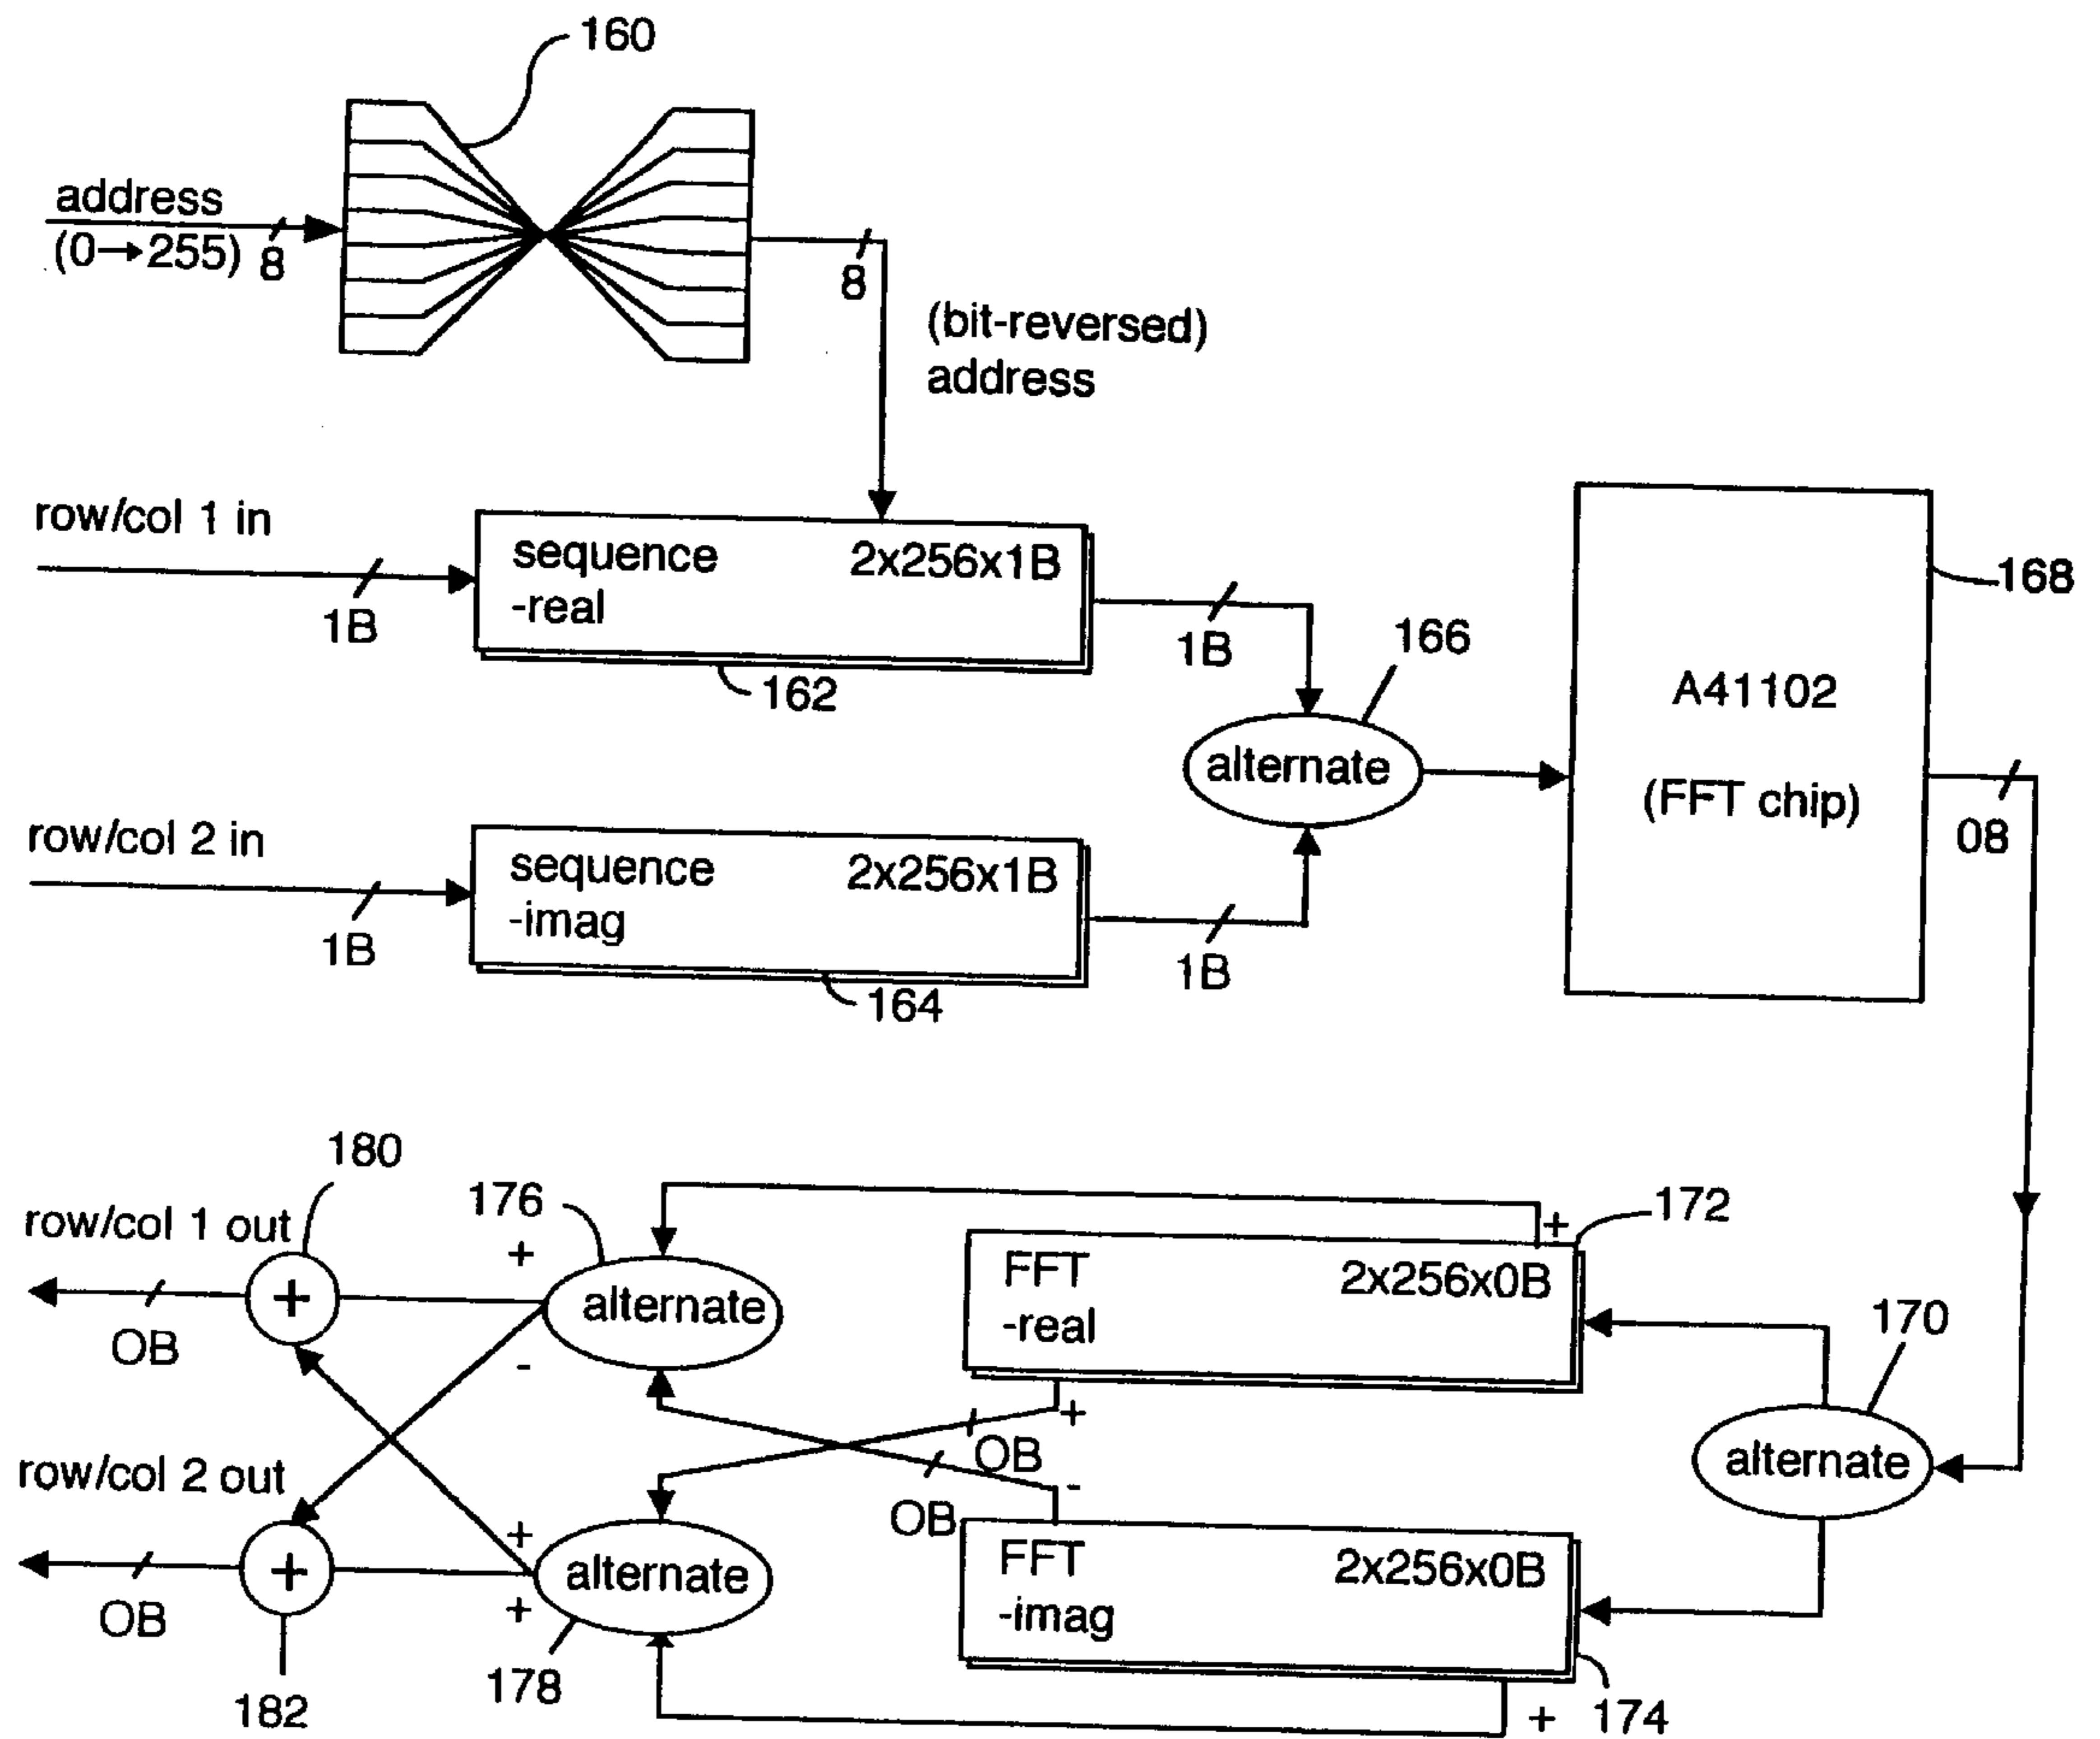 160
address
(0→255) 8
8
(bit-reversed)
address
row/col 1 in
1B
sequence 2x256x1B
-real
162
1B
166
alternate
168
A41102
(FFT chip)
08
row/col 2 in
1B
sequence 2x256x1B
-imag
164
1B
180
176
row/col 1 out
+
+
-
OB
alternate
172
+
FFT 2x256x0B
-real
170
alternate
+
OB
OB
-
row/col 2 out
+
+
+
OB
182
alternate
178
FFT 2x256x0B
-imag
+
174